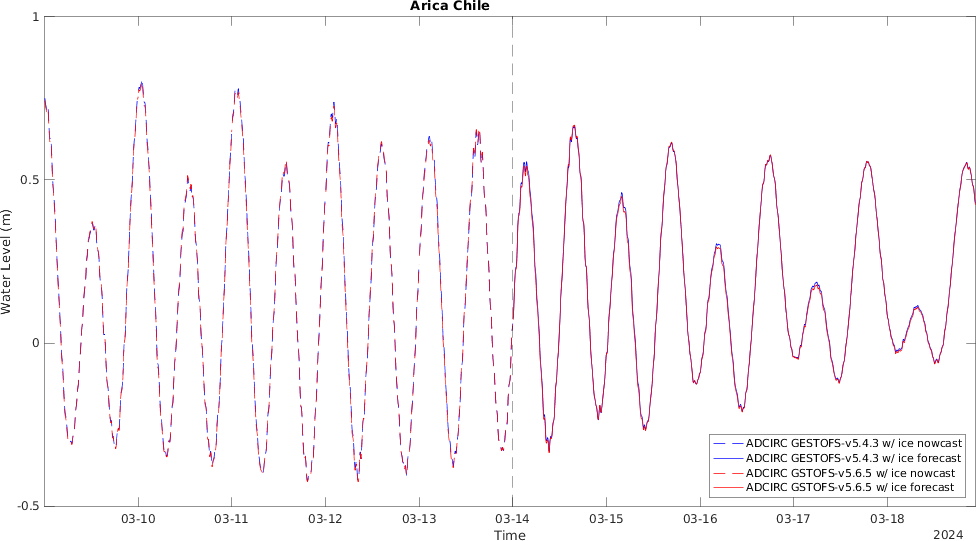 Arica Chile
1
0.5
0
-0.5
Water Level (m)
03-10 03-11 03-12 03-13 03-14 03-15 03-16 03-17 03-18
Time
2024
ADCIRC GESTOFS-v5.4.3 w/ ice nowcast
ADCIRC GESTOFS-v5.4.3 w/ ice forecast
ADCIRC GSTOFS-v5.6.5 w/ ice nowcast
ADCIRC GSTOFS-v5.6.5 w/ ice forecast